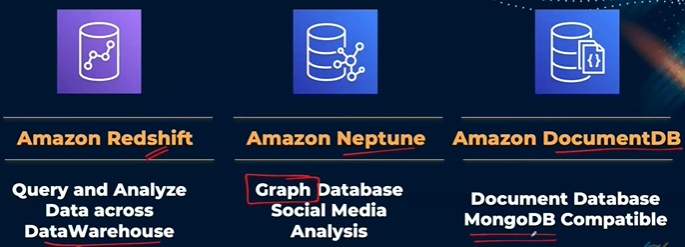 Amazon Redshift
Query and Analyze
Data across
DataWarehouse
Amazon Neptune
Graph Database
Social Media
Analysis
Amazon DocumentDB
{}
Document Database
MongoDB Compatible